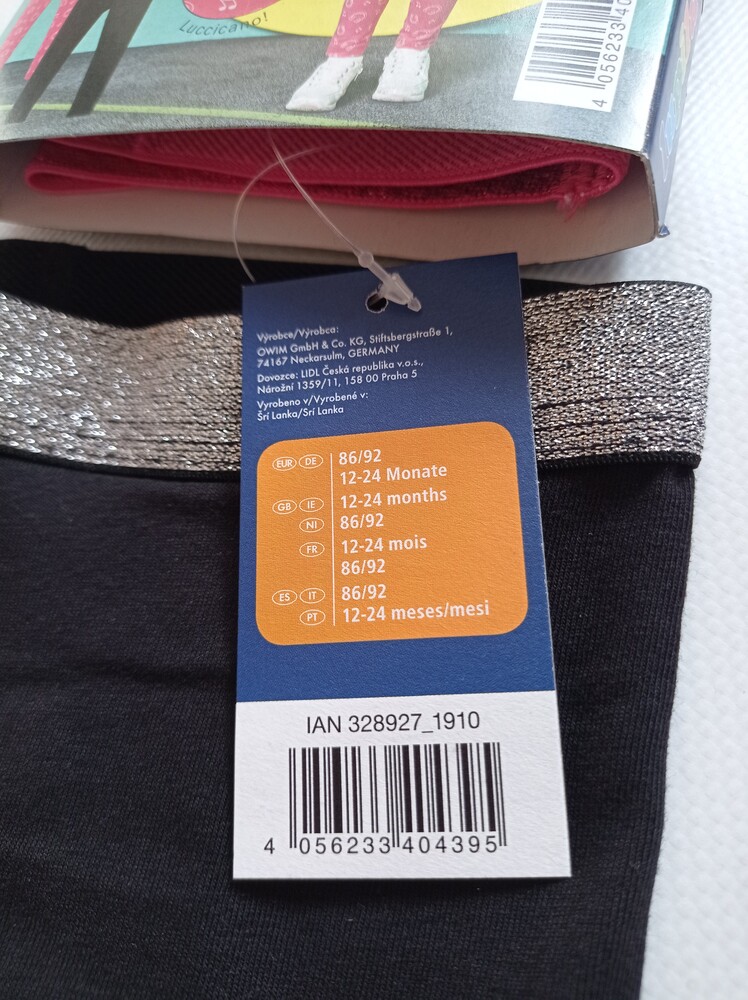 Luccicano!
4 056233 40
Výrobce/Výrobca:
OWIM GmbH & Co. KG, Stiftsbergstraße 1,
74167 Neckarsulm, GERMANY
Dovozce: LIDL Česká republika v.o.s.,
Nárožní 1359/11, 158 00 Praha 5
Vyrobeno v/Vyrobené v:
Šrí Lanka/Srí Lanka
EUR DE 86/92
12-24 Monate
GB IE 12-24 months
NI 86/92
FR 12-24 mois
86/92
ES IT 86/92
PT 12-24 meses/mesi
IAN 328927_1910
4 056233 404395